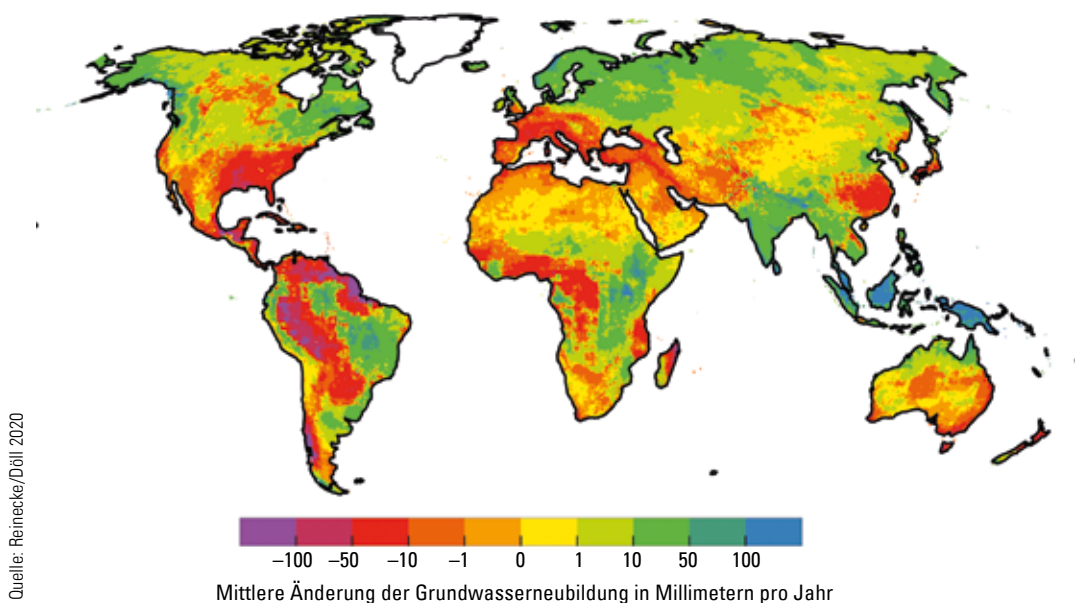 Quelle: Reinecke/Döll 2020
–100 –50 –10 –1 0 1 10 50 100
Mittlere Änderung der Grundwasserneubildung in Millimetern pro Jahr